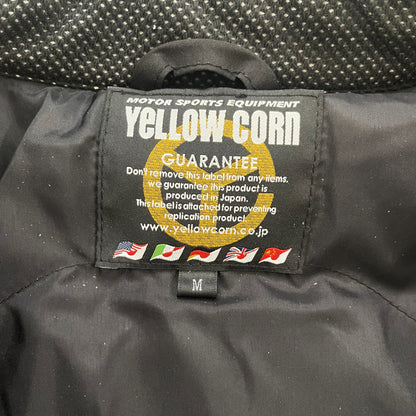 MOTOR SPORTS EQUIPMENT
YeLLOW CORN
GUARANTEE
Don't remove this label from any items.
we guarantee this product is
produced in Japan.
This label is attached for preventing
replication product.
www.yellowcorn.co.jp
M